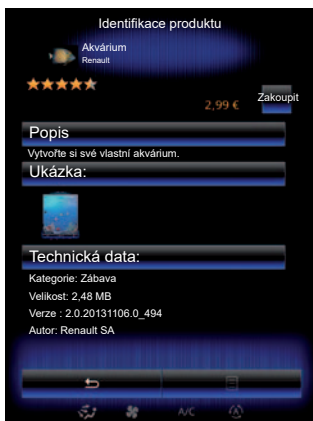 Identifikace produktu
Akvárium
Renault
2,99 €
Zakoupit
Popis
Vytvořte si své vlastní akvárium.
Ukázka:
Technická data:
Kategorie: Zábava
Velikost: 2,48 MB
Verze : 2.0.20131106.0_494
Autor: Renault SA
A/C